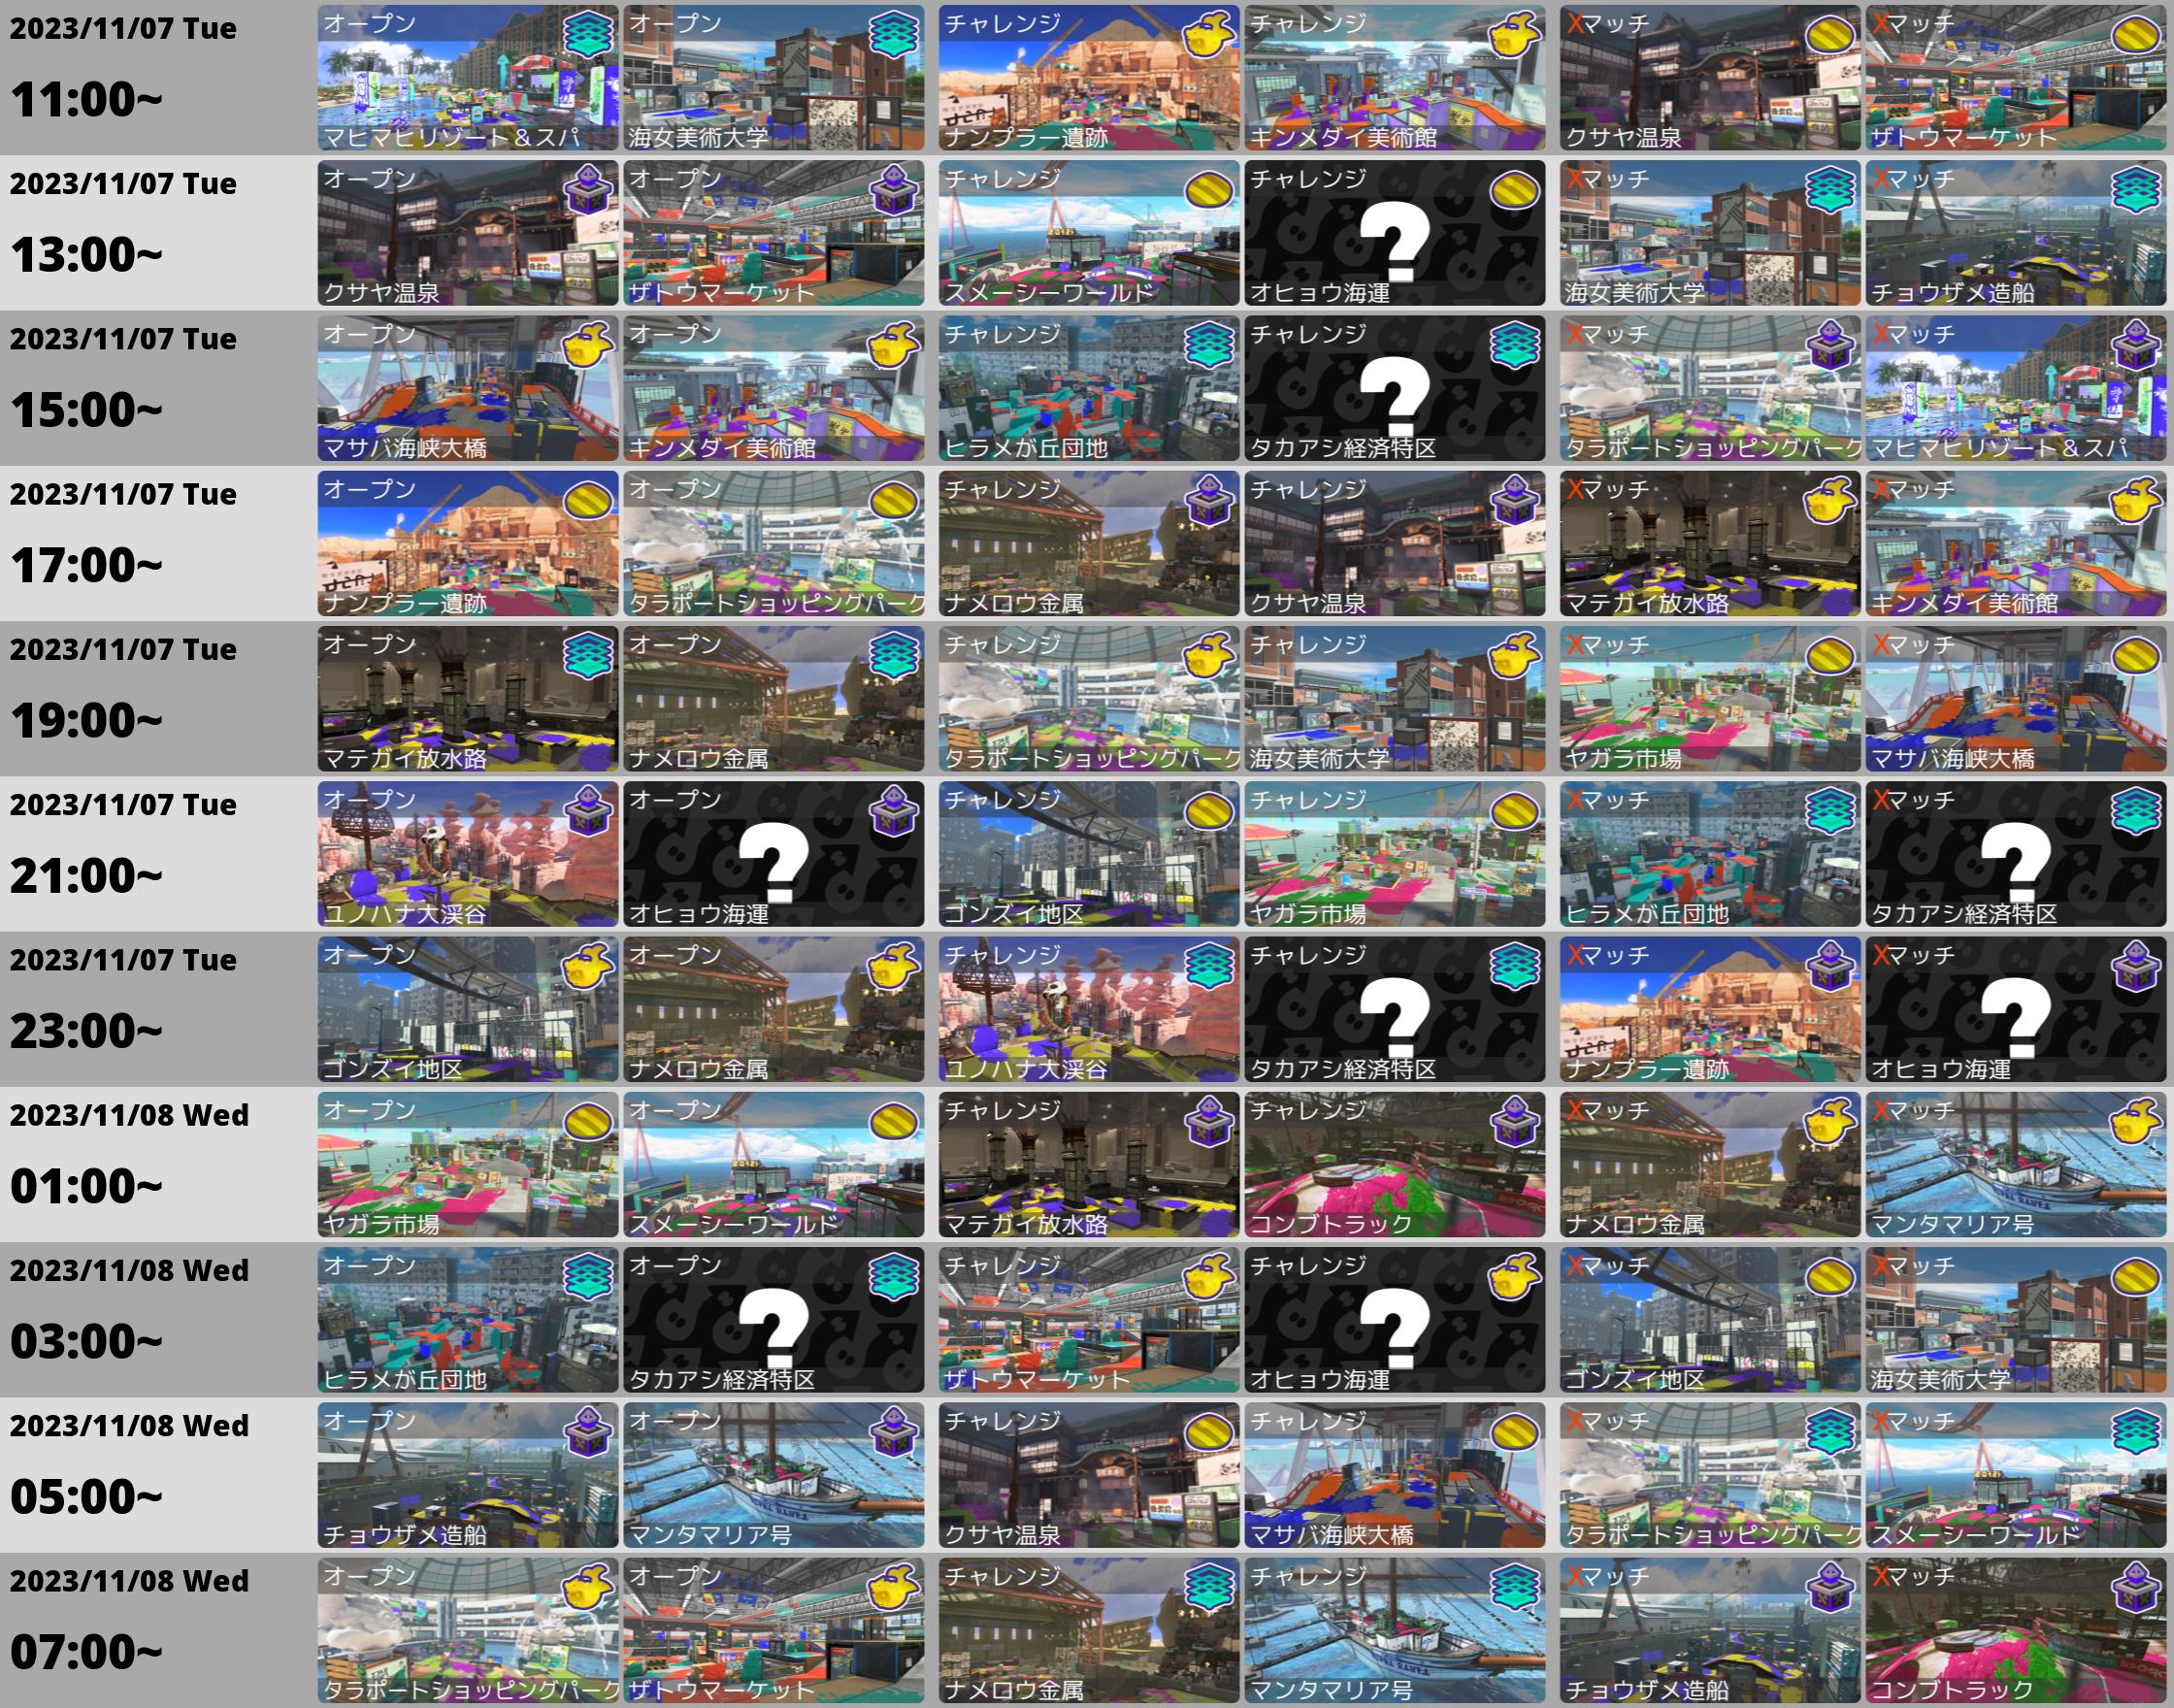 2023/11/07 Tue
11:00~
オープン オープン チャレンジ チャレンジ Xマッチ Xマッチ
マヒマヒリゾート＆スパ 海女美術大学 ナンプラー遺跡 キンメダイ美術館 クサヤ温泉 ザトウマーケット
2023/11/07 Tue
13:00~
オープン オープン チャレンジ チャレンジ Xマッチ Xマッチ
クサヤ温泉 ザトウマーケット スメーシーワールド オヒョウ海運 海女美術大学 チョウザメ造船
?
2023/11/07 Tue
15:00~
オープン オープン チャレンジ チャレンジ Xマッチ Xマッチ
マサバ海峡大橋 キンメダイ美術館 ヒラメが丘団地 タカアシ経済特区 タラポートショッピングパーク マヒマヒリゾート＆スパ
?
2023/11/07 Tue
17:00~
オープン オープン チャレンジ チャレンジ Xマッチ Xマッチ
ナンプラー遺跡 タラポートショッピングパーク ナメロウ金属 クサヤ温泉 マテガイ放水路 キンメダイ美術館
2023/11/07 Tue
19:00~
オープン オープン チャレンジ チャレンジ Xマッチ Xマッチ
マテガイ放水路 ナメロウ金属 タラポートショッピングパーク 海女美術大学 ヤガラ市場 マサバ海峡大橋
2023/11/07 Tue
21:00~
オープン オープン チャレンジ チャレンジ Xマッチ Xマッチ
? ?
ユノハナ大渓谷 オヒョウ海運 ゴンズイ地区 ヤガラ市場 ヒラメが丘団地 タカアシ経済特区
2023/11/07 Tue
23:00~
オープン オープン チャレンジ チャレンジ Xマッチ Xマッチ
? ?
ゴンズイ地区 ナメロウ金属 ユノハナ大渓谷 タカアシ経済特区 ナンプラー遺跡 オヒョウ海運
2023/11/08 Wed
01:00~
オープン オープン チャレンジ チャレンジ Xマッチ Xマッチ
ヤガラ市場 スメーシーワールド マテガイ放水路 コンブトラック ナメロウ金属 マンタマリア号
2023/11/08 Wed
03:00~
オープン オープン チャレンジ チャレンジ Xマッチ Xマッチ
? ?
ヒラメが丘団地 タカアシ経済特区 ザトウマーケット オヒョウ海運 ゴンズイ地区 海女美術大学
2023/11/08 Wed
05:00~
オープン オープン チャレンジ チャレンジ Xマッチ Xマッチ
チョウザメ造船 マンタマリア号 クサヤ温泉 マサバ海峡大橋 タラポートショッピングパーク スメーシーワールド
2023/11/08 Wed
07:00~
オープン オープン チャレンジ チャレンジ Xマッチ Xマッチ
タラポートショッピングパーク ザトウマーケット ナメロウ金属 マンタマリア号 チョウザメ造船 コンブトラック